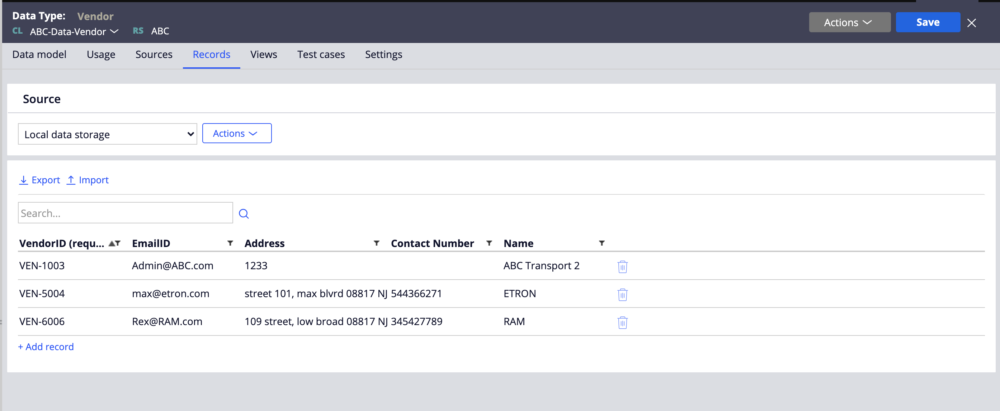 Data Type: Vendor
CL ABC-Data-Vendor RS ABC
Actions Save
Data model Usage Sources Records Views Test cases Settings
Source
Local data storage Actions
Export Import
Search...
VendorID (requ... EmailID Address Contact Number Name
VEN-1003 Admin@ABC.com 1233 ABC Transport 2
VEN-5004 max@etron.com street 101, max blvrd 08817 NJ 544366271 ETRON
VEN-6006 Rex@RAM.com 109 street, low broad 08817 NJ 345427789 RAM
+ Add record